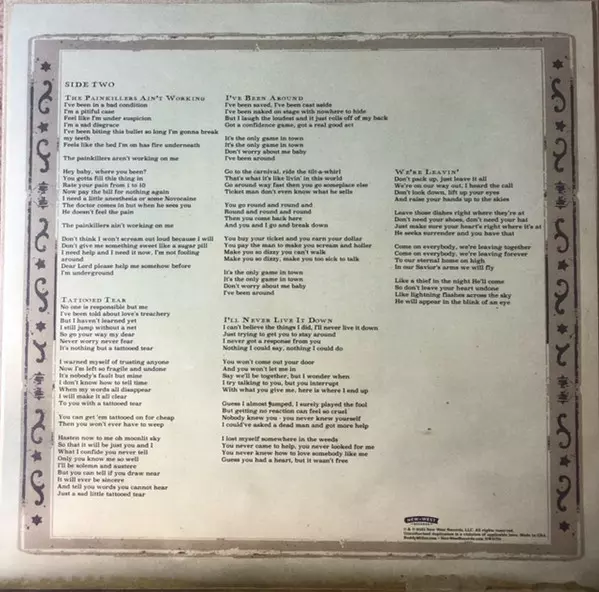 SIDE TWO
The Painkillers Ain't Working
I've been in a bad condition
I'm a pitiful case
Feel like I'm under suspicion
I'm a sad disgrace
I've been biting this bullet so long I'm gonna break
my teeth
Feels like the bed I'm on has fire underneath
The painkillers aren't working on me
Hey baby, where you been?
You gotta fill this thing in
Rate your pain from 1 to 10
Now pay the bill for nothing again
I need a little anesthesia or some Novocaine
The doctor comes in but when he sees you
He doesn't feel the pain
The painkillers ain't working on me
Don't think I won't scream out loud because I will
Don't give me something sweet like a sugar pill
I need help and I need it now, I'm not fooling
around
Dear Lord please help me somehow before
I'm underground
Tattooed Tear
No one is responsible but me
I've been told about love's treachery
But I haven't learned yet
I still jump without a net
So go your way my dear
Never worry never fear
It's nothing but a tattooed tear
I warned myself of trusting anyone
Now I'm left so fragile and undone
It's nobody's fault but mine
I don't know how to tell time
When my words all disappear
I will make it all clear
To you with a tattooed tear
You can get 'em tattooed on for cheap
Then you won't ever have to weep
Hasten now to me oh moonlit sky
So that it will be just you and I
What I confide you never tell
Only you know me so well
I'll be solemn and austere
But you can tell if you draw near
It will ever be sincere
And tell you words you cannot hear
Just a sad little tattooed tear
I've Been Around
I've been saved, I've been cast aside
I've been naked on stage with nowhere to hide
But I laugh the loudest and it just rolls off of my back
Got a confidence game, got a real good act
It's the only game in town
It's the only game in town
Don't worry about me baby
I've been around
Go to the carnival, ride the tilt-a-whirl
That's what it's like livin' in this world
Go around way fast then you go someplace else
Ticket man don't even know what he sells
You go round and round and
Round and round and round
Then you come back here
And you and I go and break down
You buy your ticket and you earn your dollar
You pay the man to make you scream and holler
Make you so dizzy you can't walk
Make you so dizzy, make you too sick to talk
It's the only game in town
It's the only game in town
Don't worry about me baby
I've been around
I'll Never Live It Down
I can't believe the things I did, I'll never live it down
Just trying to get you to stay around
I never got a response from you
Nothing I could say, nothing I could do
You won't come out your door
And you won't let me in
Say we'll be together, but I wonder when
I try talking to you, but you interrupt
With what you give me, here is where I end up
Guess I almost jumped, I surely played the fool
But getting no reaction can feel so cruel
Nobody knew you - you never knew yourself
I could've asked a dead man and got more help
I lost myself somewhere in the weeds
You never came to help, you never looked for me
You never knew how to love somebody like me
Guess you had a heart, but it wasn't free
We're Leavin'
Don't pack up, just leave it all
We're on our way out, I heard the call
Don't look down, lift up your eyes
And raise your hands up to the skies
Leave those dishes right where they're at
Don't need your shoes, don't need your hat
Just make sure your heart's right where it's at
He seeks surrender and you have that
Come on everybody, we're leaving together
Come on everybody, we're leaving forever
To our eternal home on high
In our Savior's arms we will fly
Like a thief in the night He'll come
So don't leave your heart undone
Like lightning flashes across the sky
He will appear in the blink of an eye
NEW WEST
RECORDS
New West Records, LLC. All rights reserved.
Unauthorized duplication is a violation of applicable laws. Made in USA.